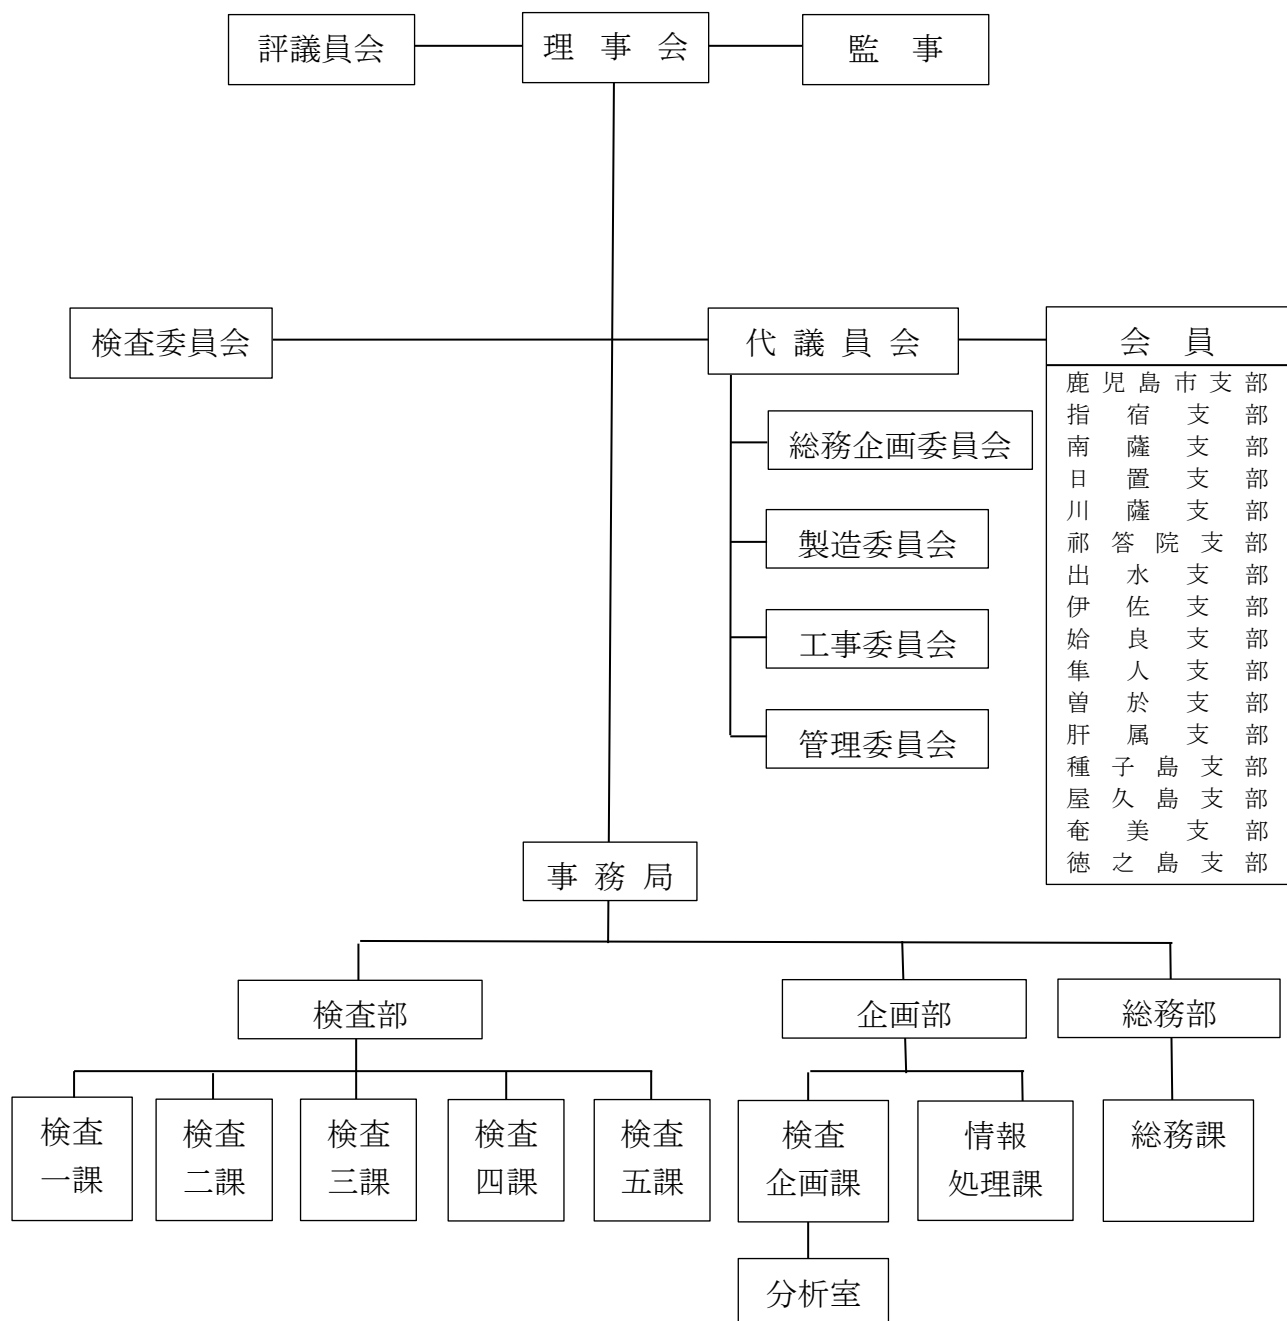 評議員会
理事会
監事
検査委員会
代議員会
会員
鹿児島市支部
指宿支部
南薩支部
日置支部
川薩支部
祁答院支部
出水支部
伊佐支部
姶良支部
隼人支部
曽於支部
肝属支部
種子島支部
屋久島支部
奄美支部
徳之島支部
総務企画委員会
製造委員会
工事委員会
管理委員会
事務局
検査部
企画部
総務部
検査
一課
検査
二課
検査
三課
検査
四課
検査
五課
検査
企画課
情報
処理課
総務課
分析室